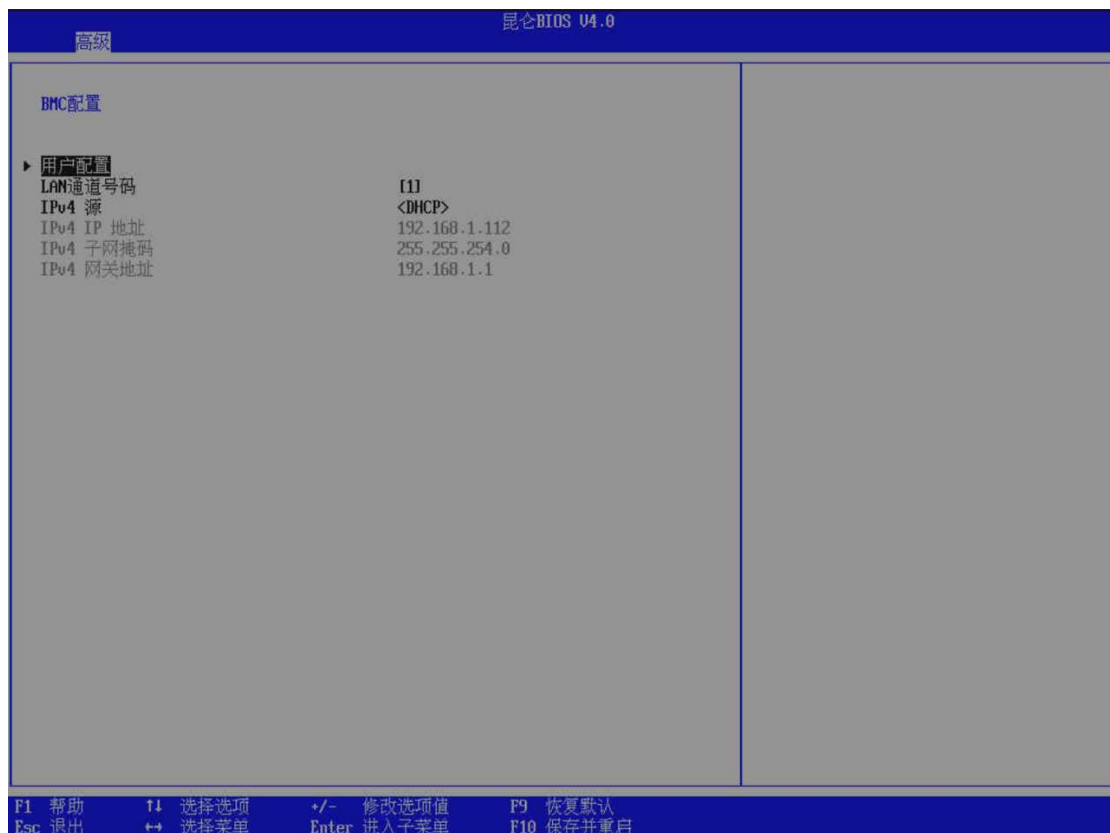 昆仑BIOS V4.0
高级
BMC配置
用户配置
LAN通道号码 [1]
IPv4 源 <DHCP>
IPv4 IP 地址 192.168.1.112
IPv4 子网掩码 255.255.254.0
IPv4 网关地址 192.168.1.1
F1 帮助 ↑↓ 选择选项 +/- 修改选项值 F9 恢复默认
Esc 退出 ↔ 选择菜单 Enter 进入子菜单 F10 保存并重启